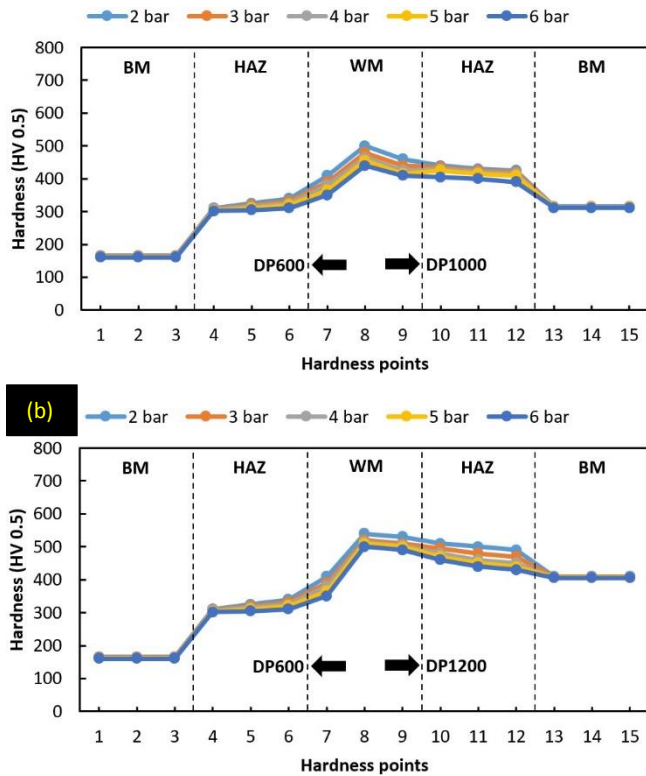 2 bar 3 bar 4 bar 5 bar 6 bar
800
700
600
500
400
300
200
100
0
Hardness (HV 0.5)
BM HAZ WM HAZ BM
DP600 DP1000
1 2 3 4 5 6 7 8 9 10 11 12 13 14 15
Hardness points
(b)
2 bar 3 bar 4 bar 5 bar 6 bar
800
700
600
500
400
300
200
100
0
Hardness (HV 0.5)
BM HAZ WM HAZ BM
DP600 DP1200
1 2 3 4 5 6 7 8 9 10 11 12 13 14 15
Hardness points